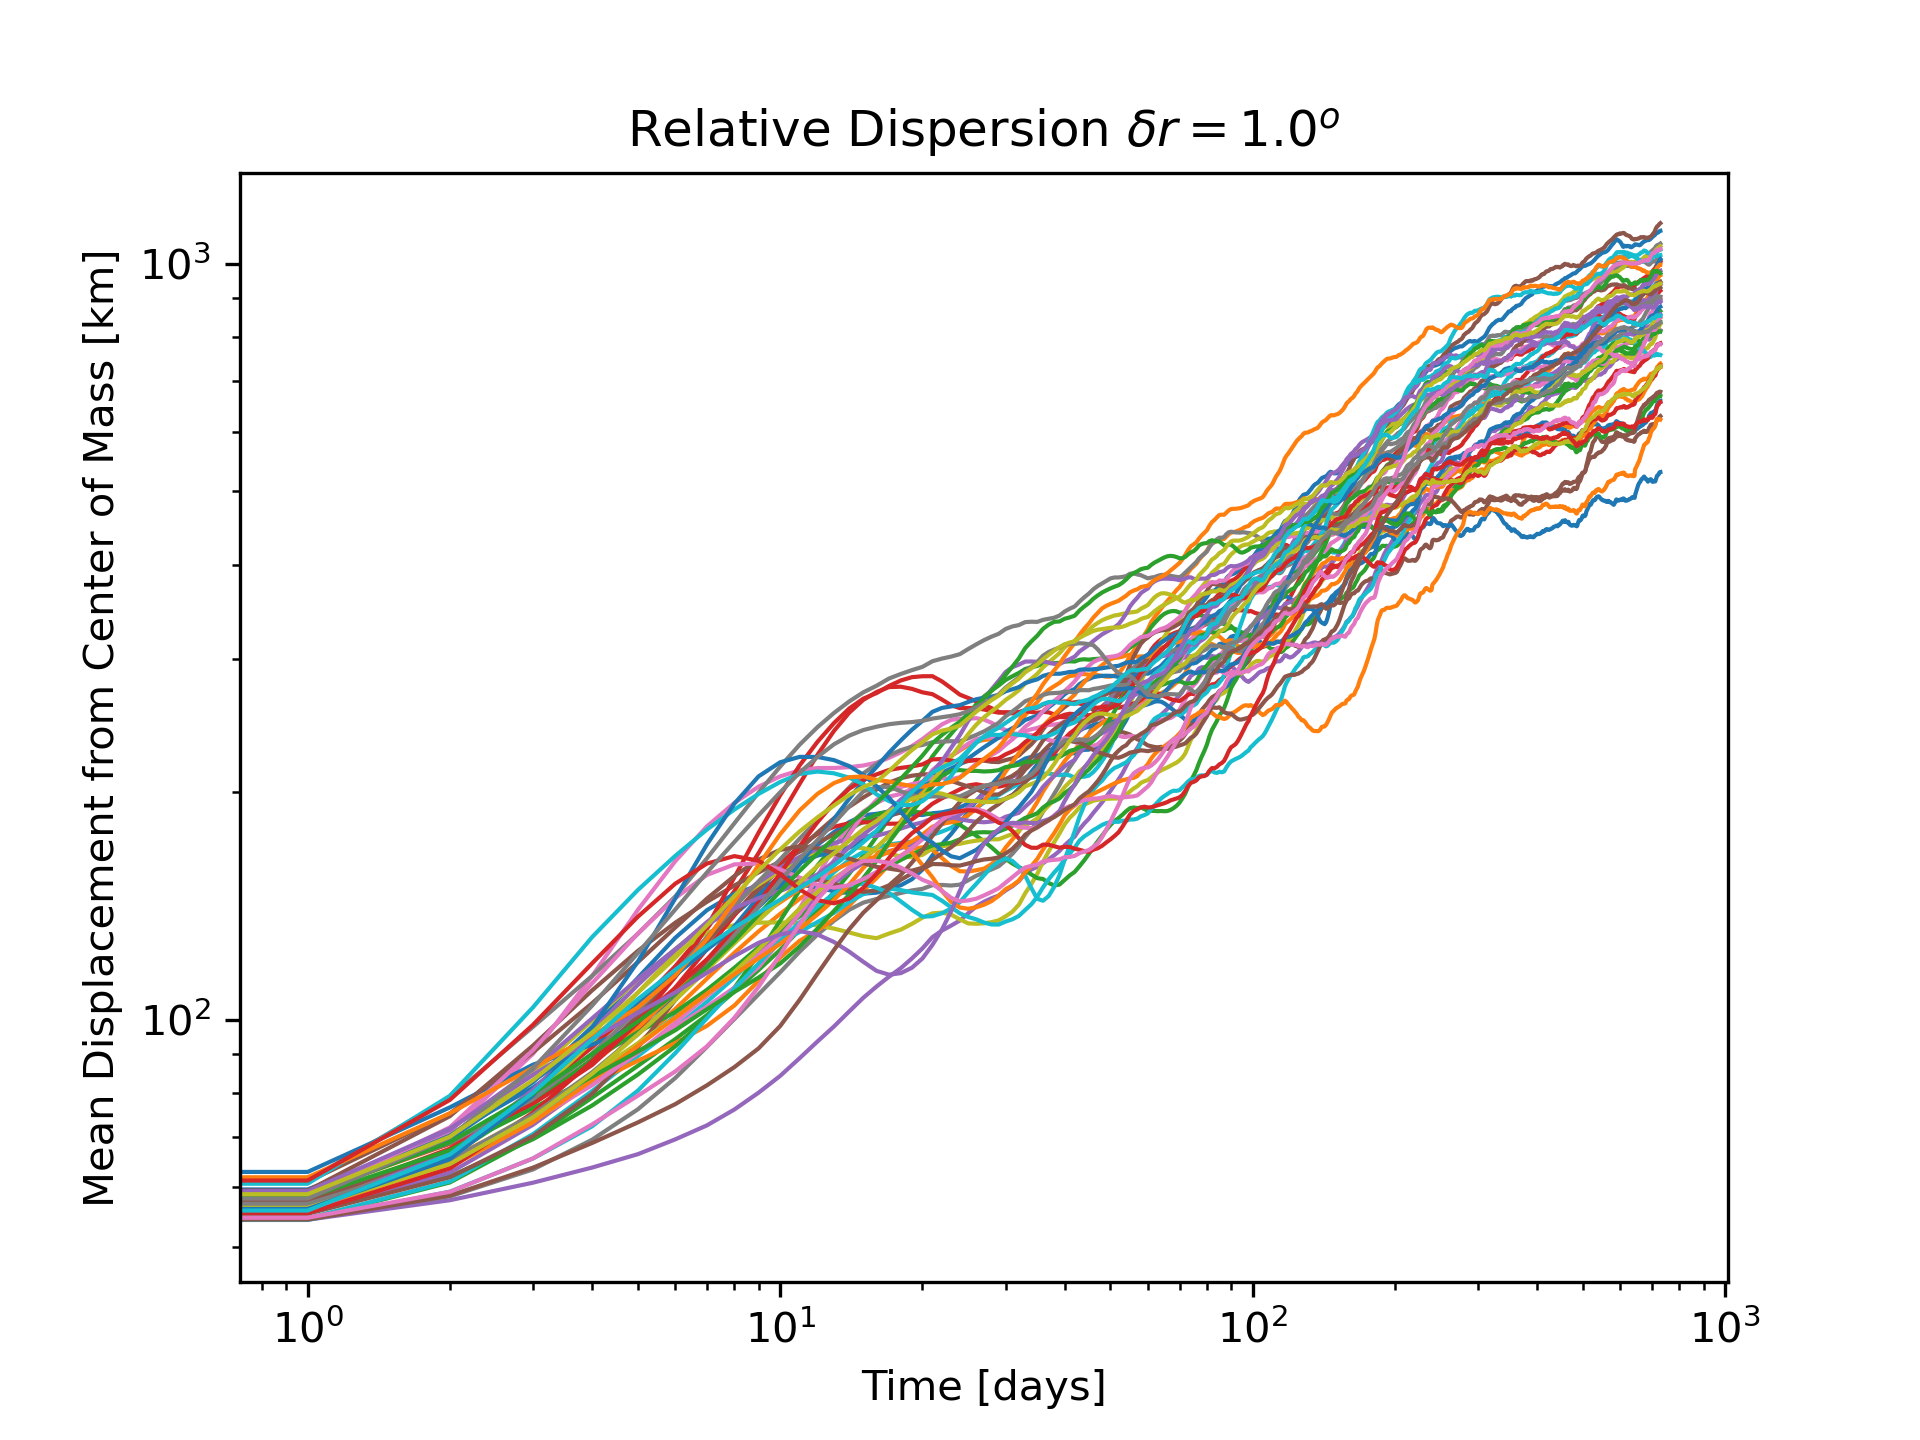 Relative Dispersion δr = 1.0°
Mean Displacement from Center of Mass [km]
10³
10²
10⁰ 10¹ 10² 10³
Time [days]